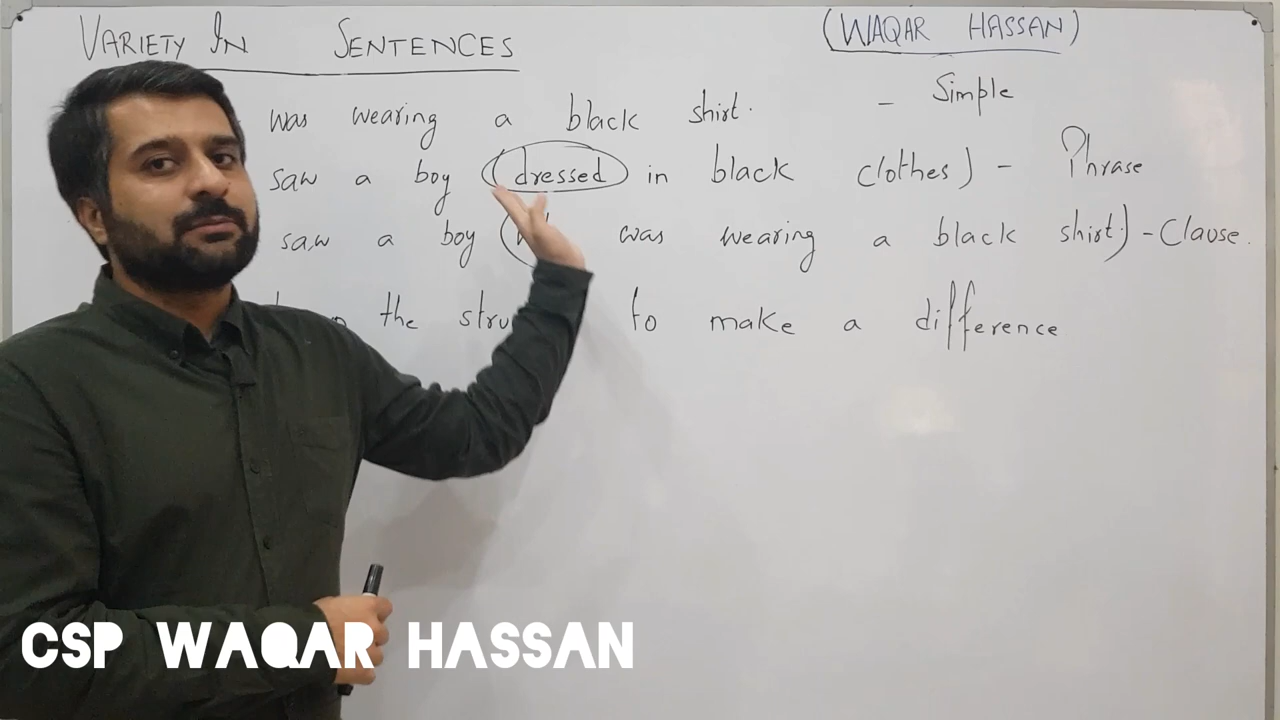 VARIETY IN SENTENCES
(WAQAR HASSAN)
was wearing a black shirt. - Simple
saw a boy (dressed in black clothes) - Phrase
saw a boy ( was wearing a black shirt.) - Clause.
the to make a difference
CSP WAQAR HASSAN